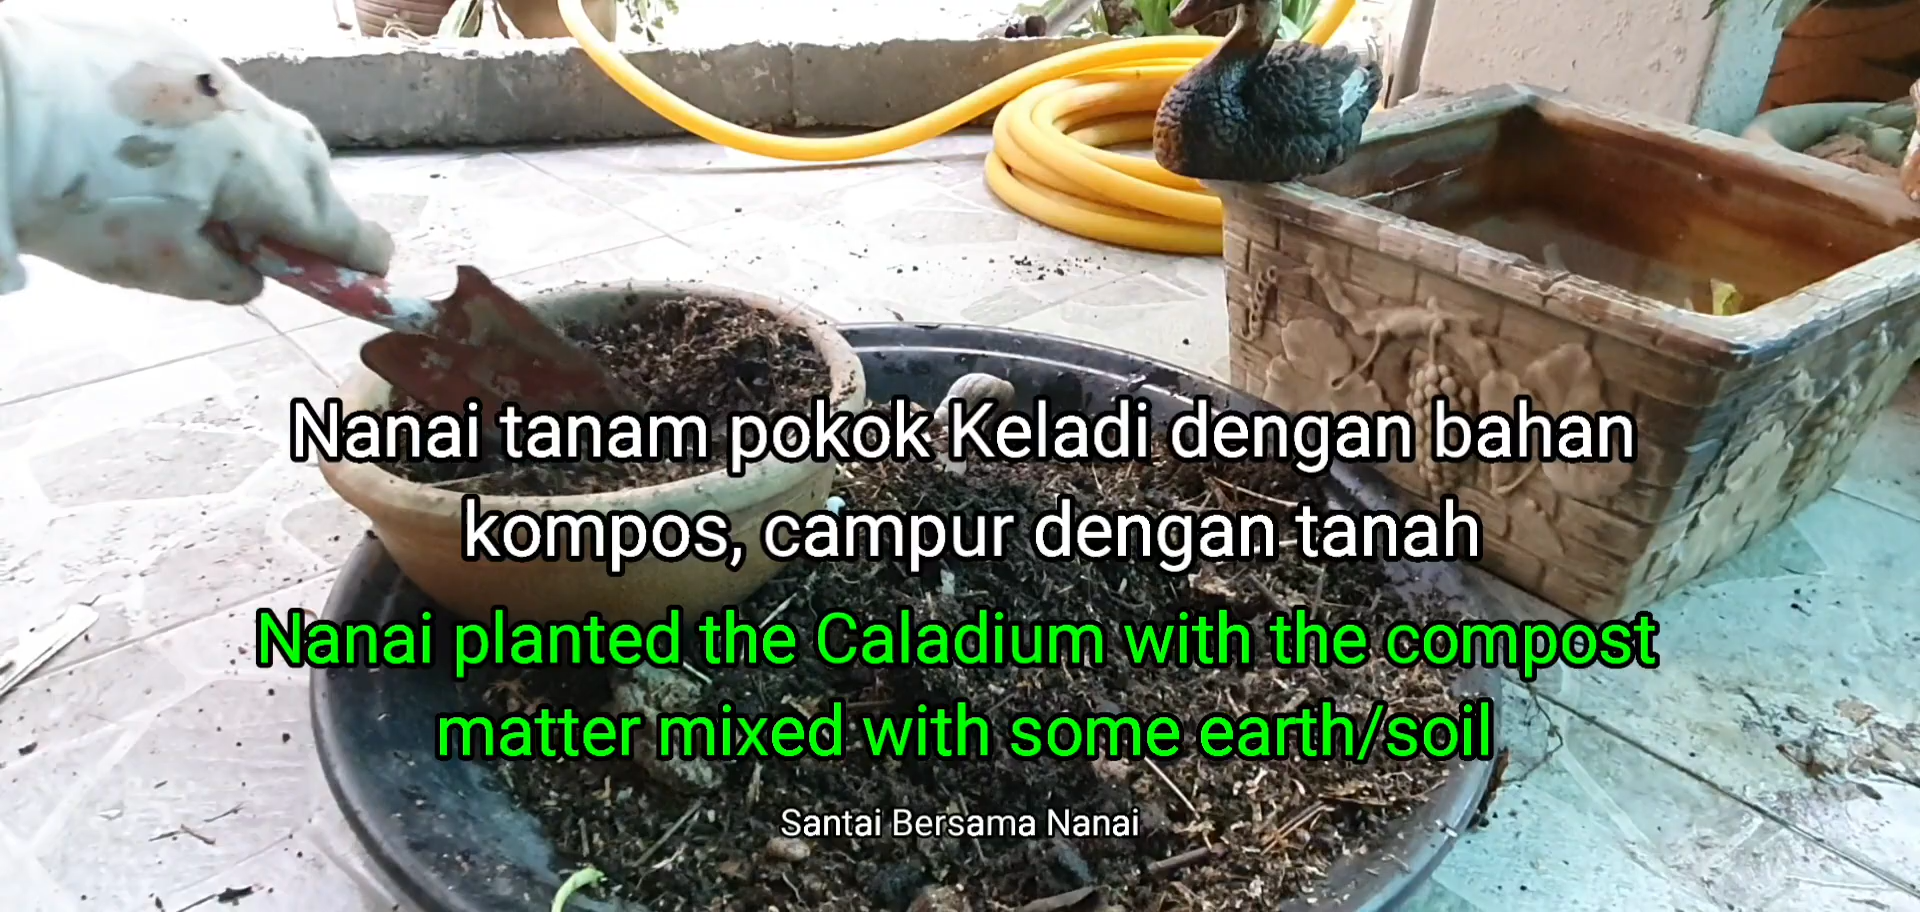 Nanai tanam pokok Keladi dengan bahan
kompos, campur dengan tanah
Nanai planted the Caladium with the compost
matter mixed with some earth/soil
Santai Bersama Nanai